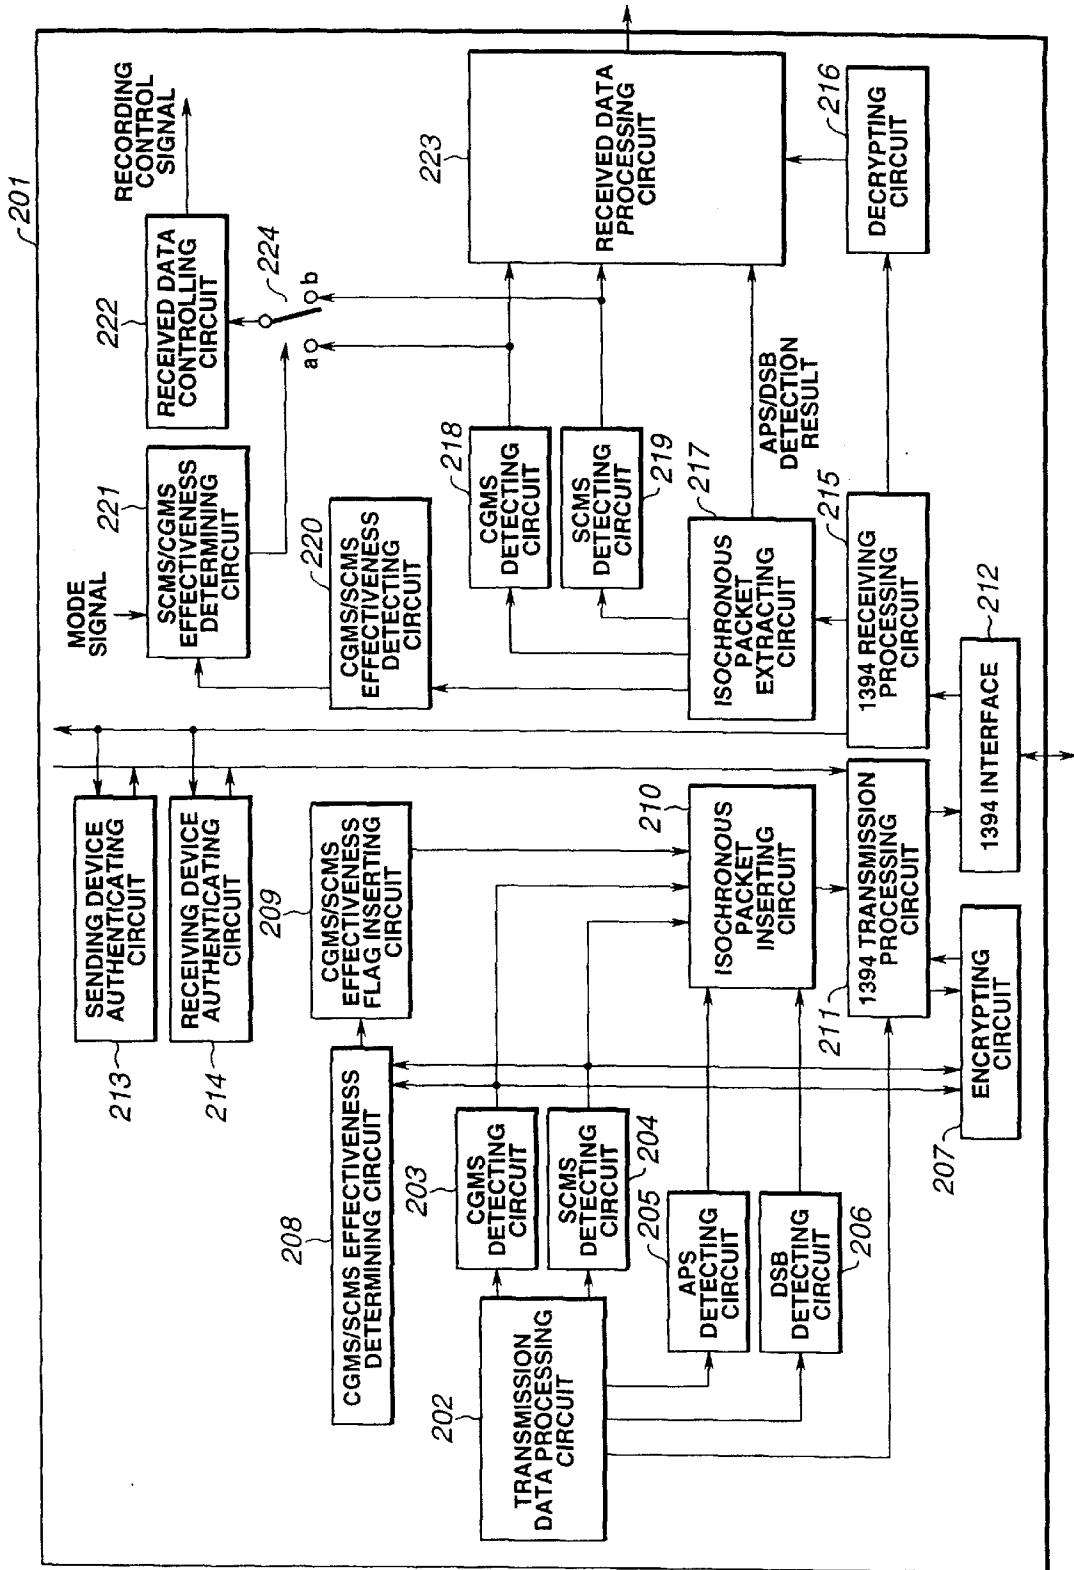 201
SENDING DEVICE
AUTHENTICATING
CIRCUIT
213
RECEIVING DEVICE
AUTHENTICATING
CIRCUIT
214
CGMS/SCMS EFFECTIVENESS
DETERMINING CIRCUIT
208
CGMS/SCMS
EFFECTIVENESS
FLAG INSERTING
CIRCUIT
209
TRANSMISSION
DATA PROCESSING
CIRCUIT
202
CGMS
DETECTING
CIRCUIT
203
SCMS
DETECTING
CIRCUIT
204
APS
DETECTING
CIRCUIT
205
DSB
DETECTING
CIRCUIT
206
ISOCHRONOUS
PACKET
INSERTING
CIRCUIT
210
1394 TRANSMISSION
PROCESSING
CIRCUIT
211
ENCRYPTING
CIRCUIT
207
1394 INTERFACE
212
MODE
SIGNAL
SCMS/CGMS
EFFECTIVENESS
DETERMINING
CIRCUIT
221
RECEIVED DATA
CONTROLLING
CIRCUIT
222
RECORDING
CONTROL
SIGNAL
a
b
224
CGMS/SCMS
EFFECTIVENESS
DETECTING
CIRCUIT
220
CGMS
DETECTING
CIRCUIT
218
SCMS
DETECTING
CIRCUIT
219
ISOCHRONOUS
PACKET
EXTRACTING
CIRCUIT
217
APS/DSB
DETECTION
RESULT
1394 RECEIVING
PROCESSING
CIRCUIT
215
RECEIVED DATA
PROCESSING
CIRCUIT
223
DECRYPTING
CIRCUIT
216